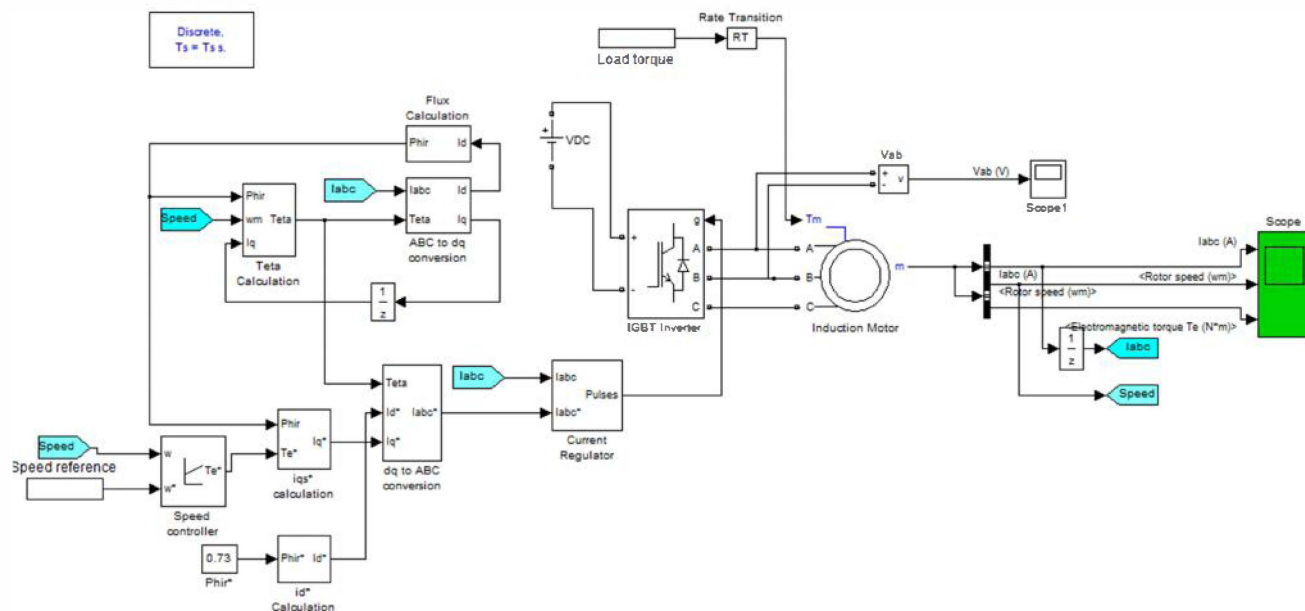 Discrete,
Ts = Ts s.
Rate Transition
RT
Load torque
Flux
Calculation
Phir Id
VDC
Vab
+
-
v
Vab (V)
Scope1
Iabc
Iabc Id
Teta Iq
ABC to dq
conversion
Speed
Phir
wm Teta
Iq
Teta
Calculation
1
z
+
-
g
A
B
C
IGBT Inverter
Tm
A
B
C
m
Induction Motor
Scope
Iabc (A)
Iabc (A)
<Rotor speed (wm)>
<Rotor speed (wm)>
<Electromagnetic torque Te (N*m)>
1
z
Iabc
Speed
Teta
Id* Iabc*
Iq*
dq to ABC
conversion
Iabc
Iabc
Pulses
Iabc*
Current
Regulator
Speed
Speed reference
w
Te*
w*
Speed
controller
Phir
Iq*
Te*
iqs*
calculation
0.73
Phir*
Phir* Id*
id*
Calculation